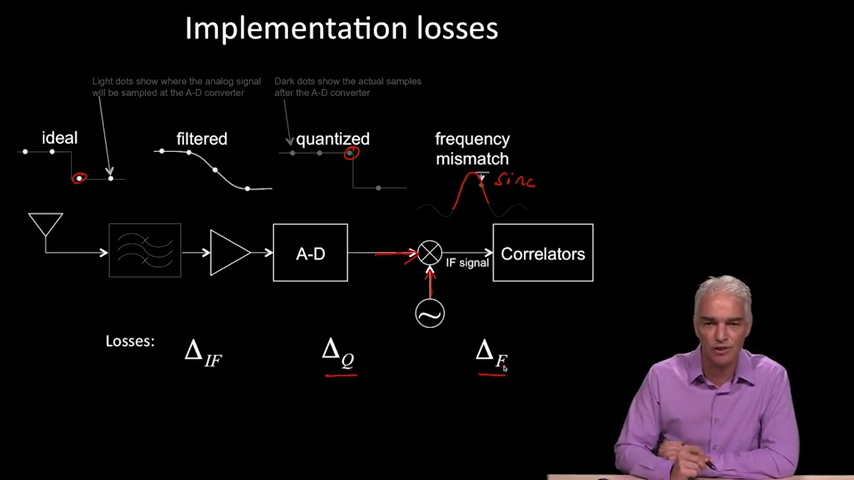 Implementation losses
Light dots show where the analog signal
will be sampled at the A-D converter
Dark dots show the actual samples
after the A-D converter
ideal
filtered
quantized
frequency
mismatch
sinc
A-D
IF signal
Correlators
Losses:
Δ_IF
Δ_Q
Δ_F